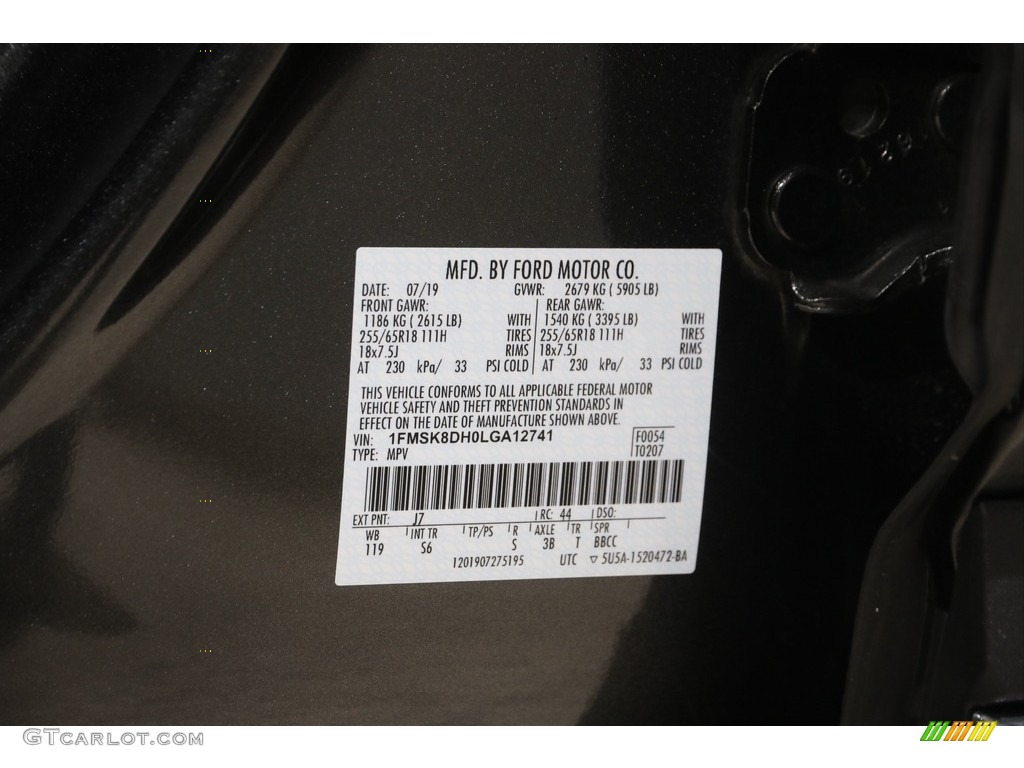 MFD. BY FORD MOTOR CO.
DATE: 07/19 GVWR: 2679 KG ( 5905 LB)
FRONT GAWR: REAR GAWR:
1186 KG ( 2615 LB) WITH 1540 KG ( 3395 LB) WITH
255/65R18 111H TIRES 255/65R18 111H TIRES
18x7.5J RIMS 18x7.5J RIMS
AT 230 kPa/ 33 PSI COLD AT 230 kPa/ 33 PSI COLD
THIS VEHICLE CONFORMS TO ALL APPLICABLE FEDERAL MOTOR
VEHICLE SAFETY AND THEFT PREVENTION STANDARDS IN
EFFECT ON THE DATE OF MANUFACTURE SHOWN ABOVE.
VIN: 1FMSK8DH0LGA12741 F0054
TYPE: MPV T0207
EXT PNT: J7 RC: 44 DSO:
WB INT TR TP/PS R AXLE TR SPR
119 S6 S 3B T BBCC
1201907275195 UTC ▽ 5U5A-1520472-BA
GTCARLOT.COM